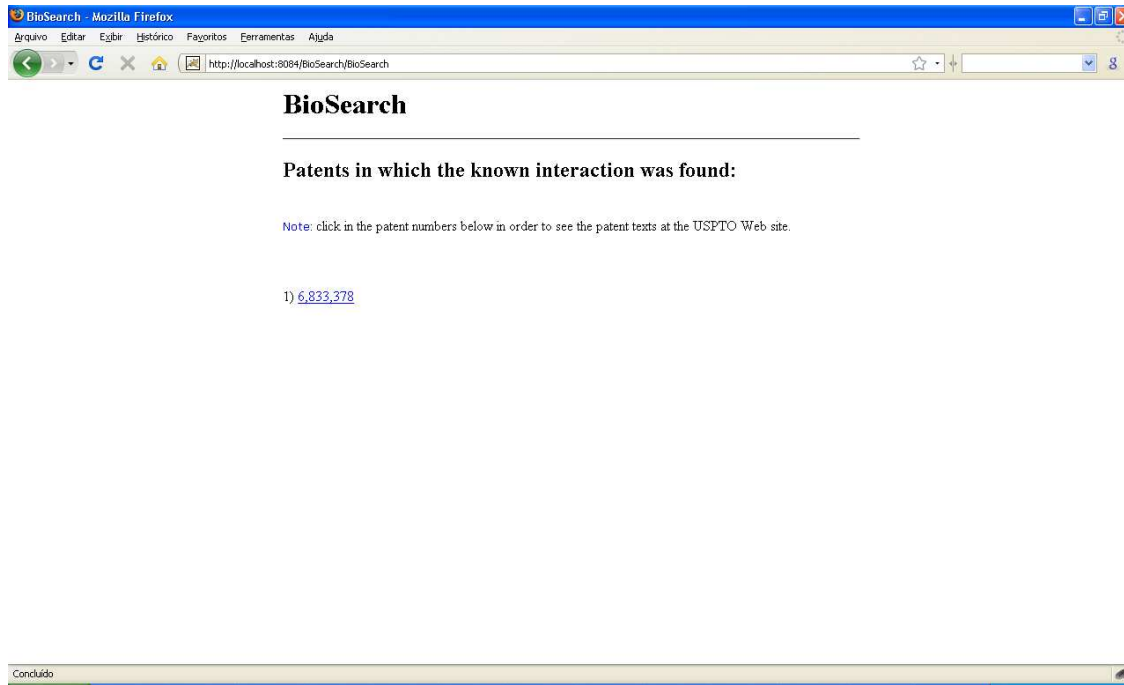 BioSearch - Mozilla Firefox
Arquivo Editar Exibir Histórico Favoritos Ferramentas Ajuda
http://localhost:8084/BioSearch/BioSearch
BioSearch
Patents in which the known interaction was found:
Note: click in the patent numbers below in order to see the patent texts at the USPTO Web site.
1) 6,833,378
Concluído